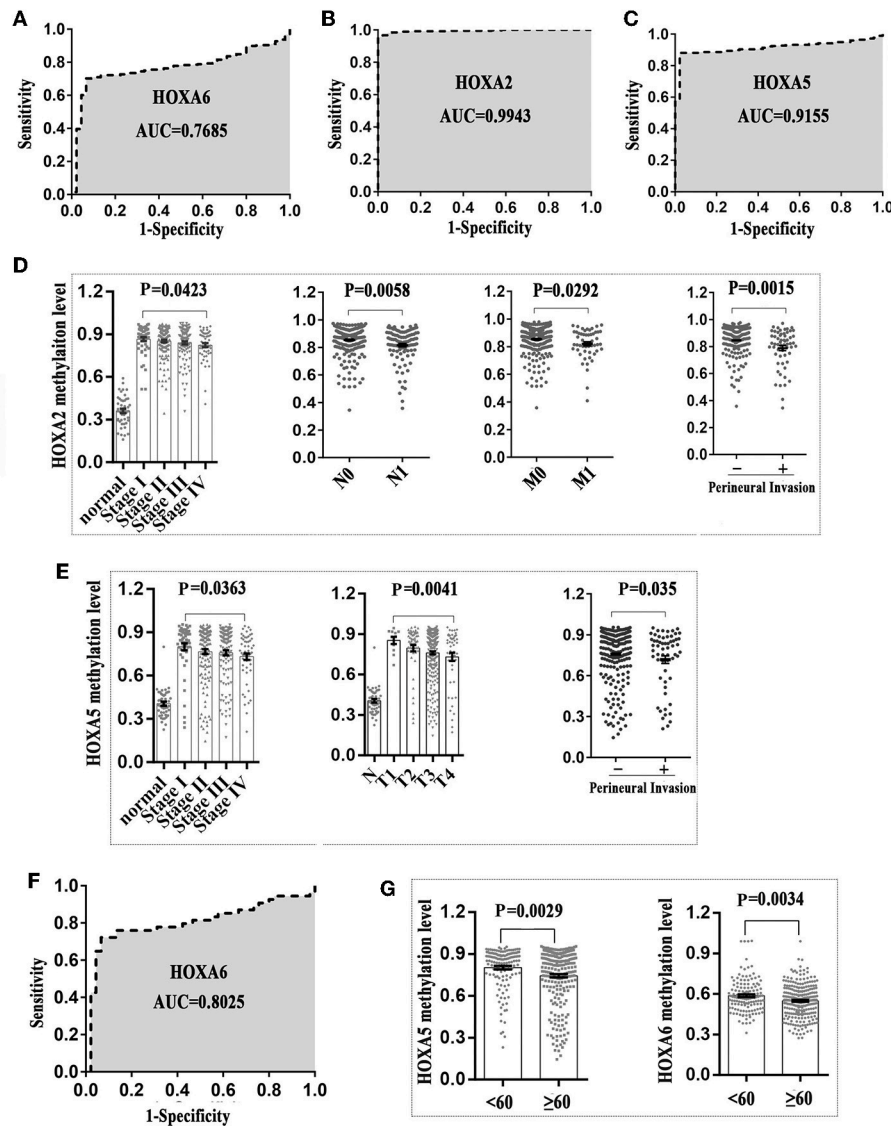 A
B
C
1.0
0.8
0.6
0.4
0.2
0.0
Sensitivity
HOXA6
AUC=0.7685
0.0 0.2 0.4 0.6 0.8 1.0
1-Specificity
1.0
0.8
0.6
0.4
0.2
0.0
Sensitivity
HOXA2
AUC=0.9943
0.0 0.2 0.4 0.6 0.8 1.0
1-Specificity
1.0
0.8
0.6
0.4
0.2
0.0
Sensitivity
HOXA5
AUC=0.9155
0.0 0.2 0.4 0.6 0.8 1.0
1-Specificity
D
HOXA2 methylaiton level
1.2
0.9
0.6
0.3
0.0
P=0.0423
normal
Stage I
Stage II
Stage III
Stage IV
1.2
1.0
0.8
0.4
0.2
0.0
P=0.0058
N0
N1
1.2
1.0
0.8
0.4
0.2
0.0
P=0.0292
M0
M1
1.2
1.0
0.8
0.4
0.2
0.0
P=0.0015
− +
Perineural Invasion
E
HOXA5 methylation level
1.2
0.9
0.6
0.3
0.0
P=0.0363
normal
Stage I
Stage II
Stage III
Stage IV
1.2
0.9
0.6
0.3
0.0
P=0.0041
N
T1
T2
T3
T4
1.2
0.9
0.6
0.3
0.0
P=0.035
− +
Perineural Invasion
F
1.0
0.8
0.6
0.4
0.2
0.0
Sensitivity
HOXA6
AUC=0.8025
0.0 0.2 0.4 0.6 0.8 1.0
1-Specificity
G
HOXA5 methylation level
1.2
0.9
0.6
0.3
0.0
P=0.0029
<60 ≥60
HOXA6 methylation level
1.2
0.9
0.6
0.3
0.0
P=0.0034
<60 ≥60